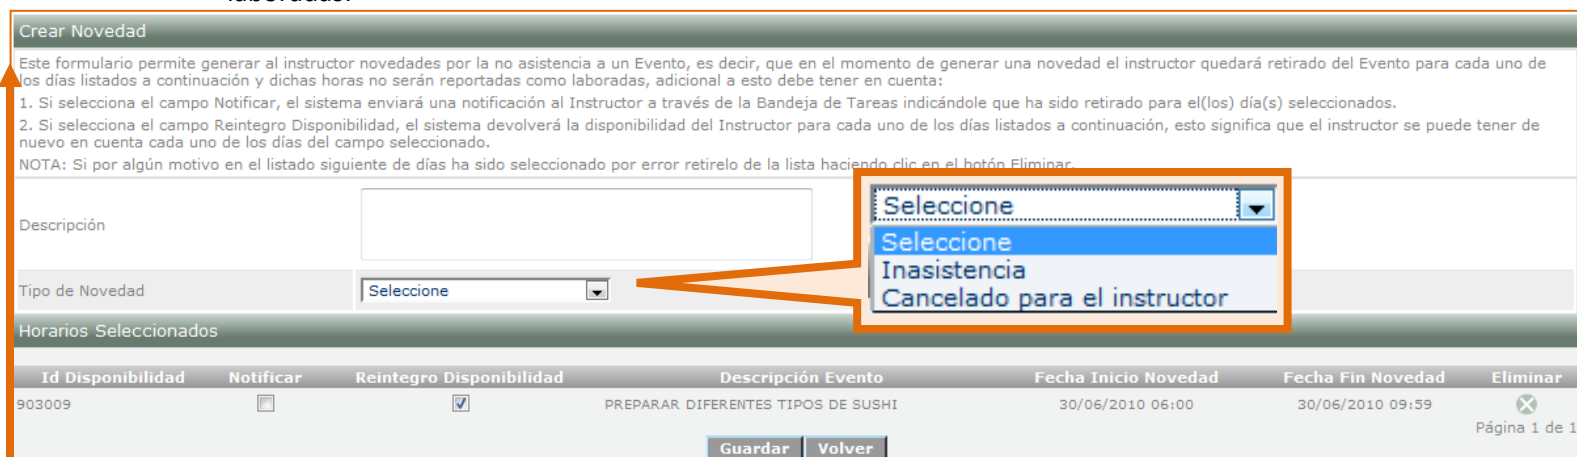 laboradas.
Crear Novedad
Este formulario permite generar al instructor novedades por la no asistencia a un Evento, es decir, que en el momento de generar una novedad el instructor quedará retirado del Evento para cada uno de
los días listados a continuación y dichas horas no serán reportadas como laboradas, adicional a esto debe tener en cuenta:
1. Si selecciona el campo Notificar, el sistema enviará una notificación al Instructor a través de la Bandeja de Tareas indicándole que ha sido retirado para el(los) día(s) seleccionados.
2. Si selecciona el campo Reintegro Disponibilidad, el sistema devolverá la disponibilidad del Instructor para cada uno de los días listados a continuación, esto significa que el instructor se puede tener de
nuevo en cuenta cada uno de los días del campo seleccionado.
NOTA: Si por algún motivo en el listado siguiente de días ha sido seleccionado por error retirelo de la lista haciendo clic en el botón Eliminar.
Descripción
Seleccione
Seleccione
Inasistencia
Cancelado para el instructor
Tipo de Novedad Seleccione
Horarios Seleccionados
Id Disponibilidad Notificar Reintegro Disponibilidad Descripción Evento Fecha Inicio Novedad Fecha Fin Novedad Eliminar
903009 PREPARAR DIFERENTES TIPOS DE SUSHI 30/06/2010 06:00 30/06/2010 09:59
Página 1 de 1
Guardar Volver